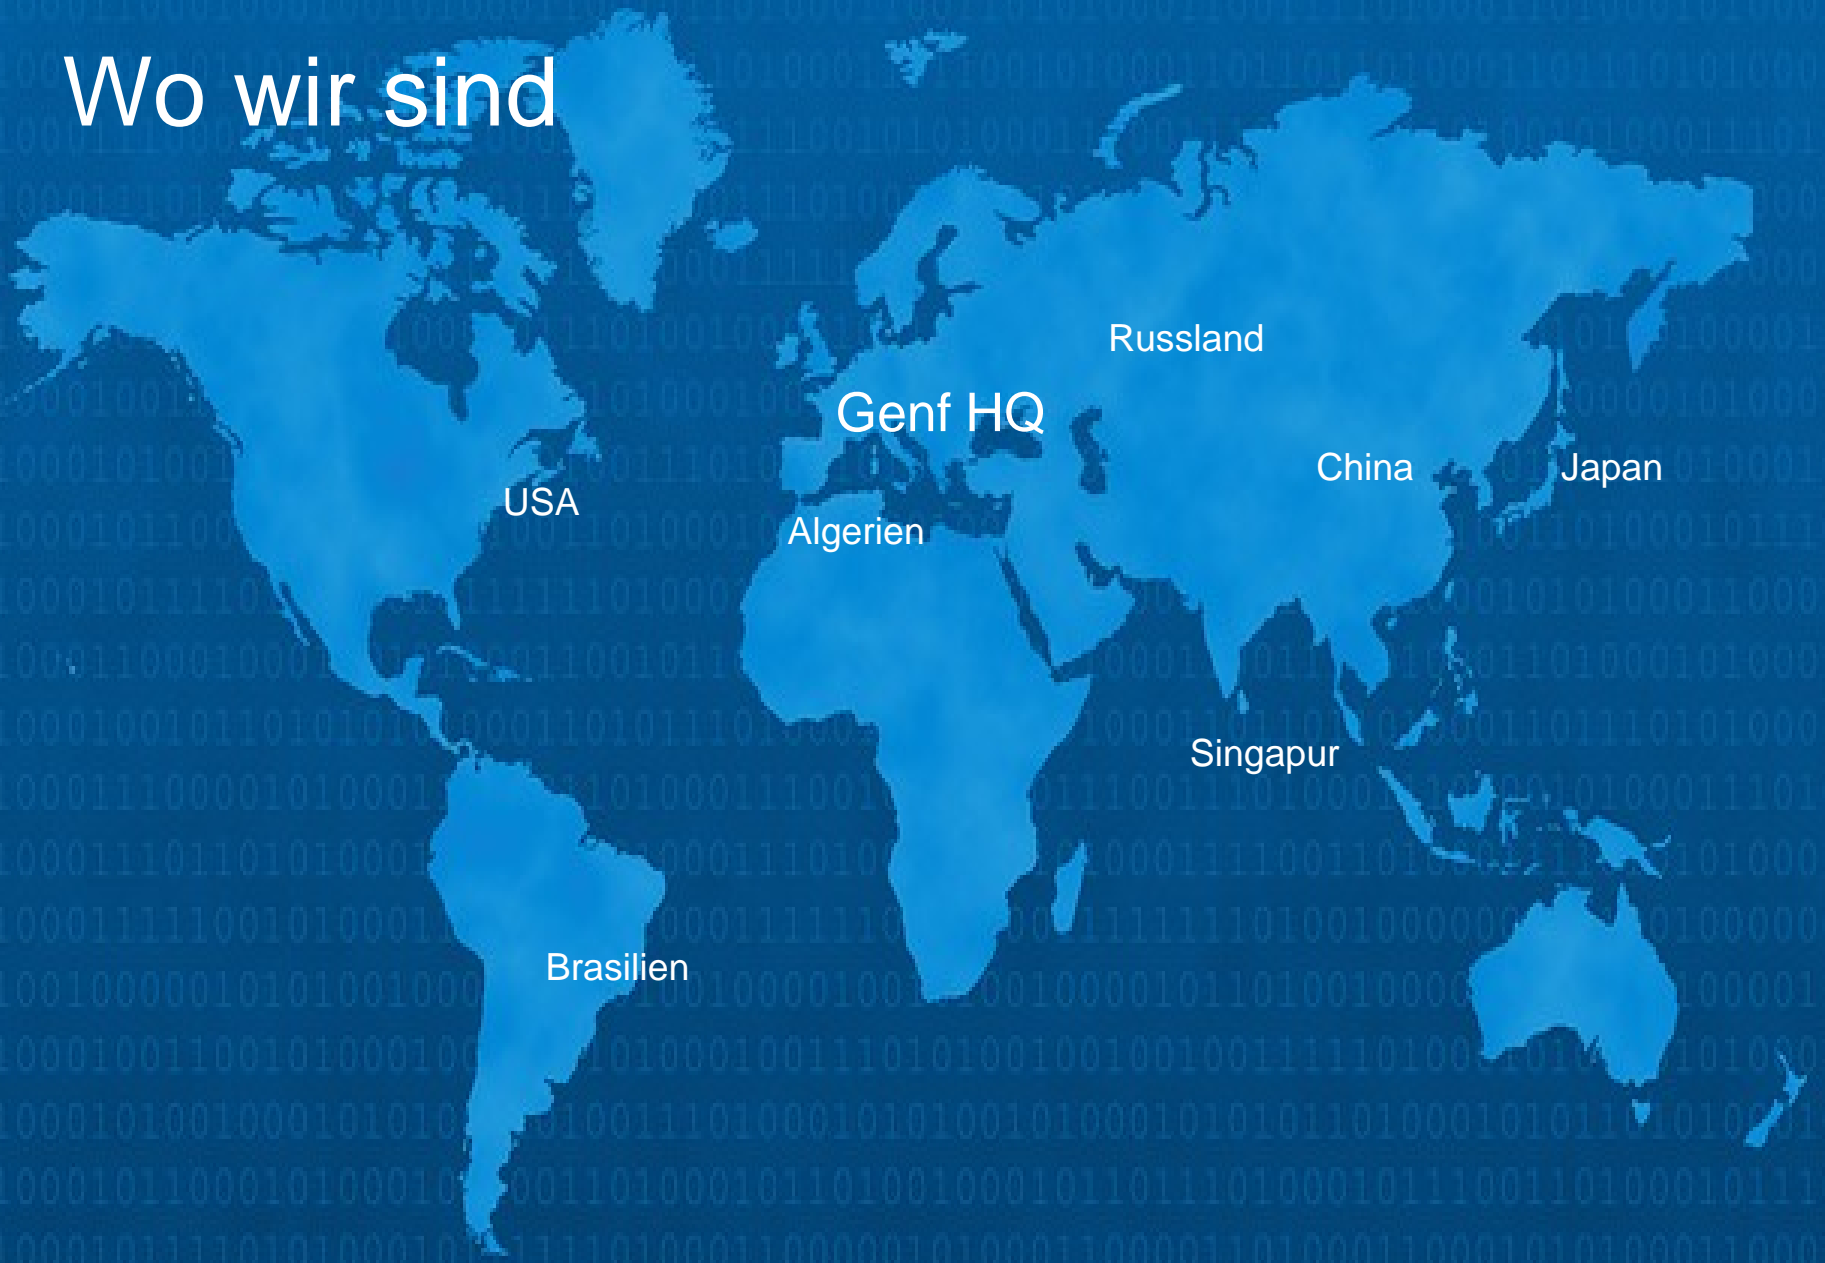 Wo wir sind
Russland
Genf HQ
China
Japan
USA
Algerien
Singapur
Brasilien